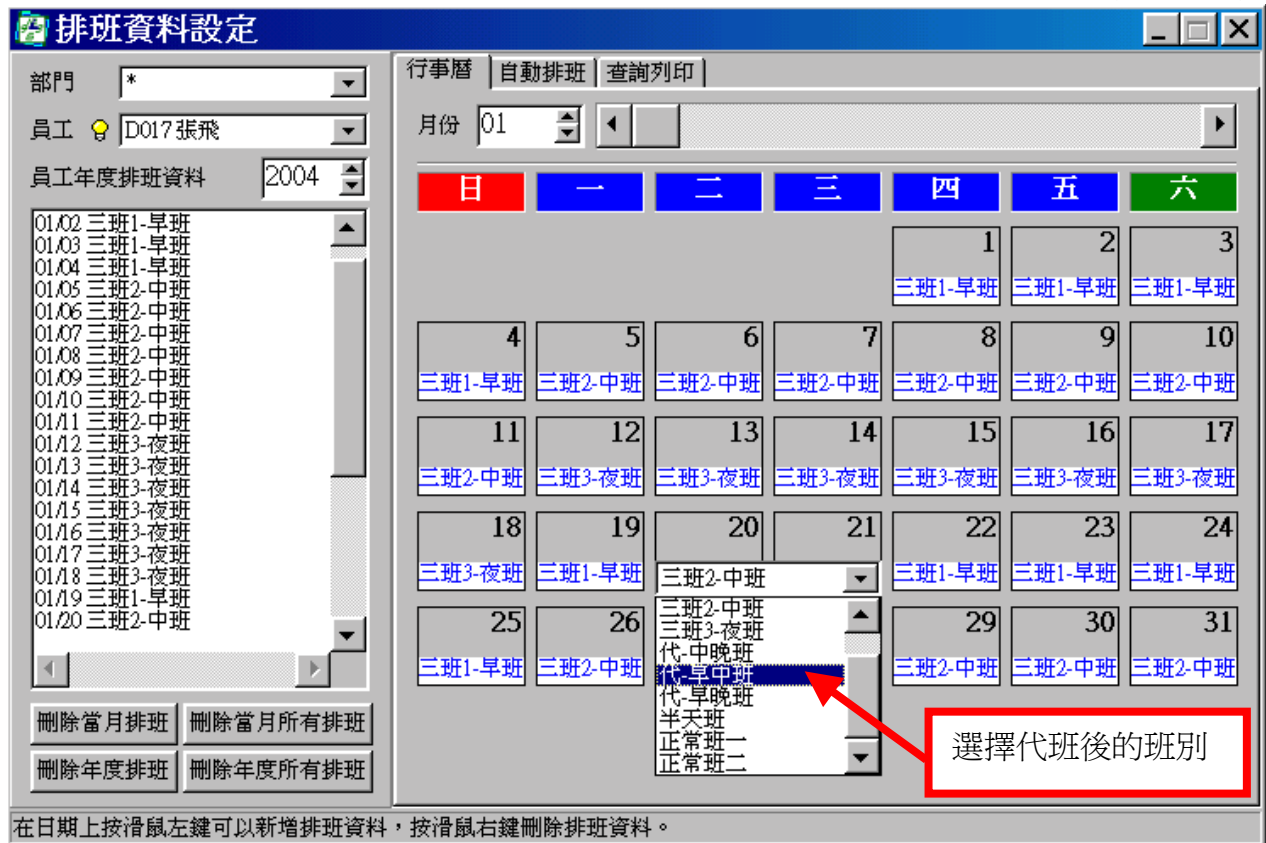 排班資料設定
部門 *
員工 D017張飛
員工年度排班資料 2004
01/02 三班1-早班
01/03 三班1-早班
01/04 三班1-早班
01/05 三班2-中班
01/06 三班2-中班
01/07 三班2-中班
01/08 三班2-中班
01/09 三班2-中班
01/10 三班2-中班
01/11 三班2-中班
01/12 三班3-夜班
01/13 三班3-夜班
01/14 三班3-夜班
01/15 三班3-夜班
01/16 三班3-夜班
01/17 三班3-夜班
01/18 三班3-夜班
01/19 三班1-早班
01/20 三班2-中班
刪除當月排班 刪除當月所有排班
刪除年度排班 刪除年度所有排班
行事曆 自動排班 查詢列印
月份 01
日 一 二 三 四 五 六
1 2 3
三班1-早班 三班1-早班 三班1-早班
4 5 6 7 8 9 10
三班1-早班 三班2-中班 三班2-中班 三班2-中班 三班2-中班 三班2-中班 三班2-中班
11 12 13 14 15 16 17
三班2-中班 三班3-夜班 三班3-夜班 三班3-夜班 三班3-夜班 三班3-夜班 三班3-夜班
18 19 20 21 22 23 24
三班3-夜班 三班1-早班 三班2-中班 三班1-早班 三班1-早班 三班1-早班
25 26 29 30 31
三班1-早班 三班2-中班 三班2-中班 三班2-中班 三班2-中班
三班2-中班
三班3-夜班
代-中晚班
代-早中班
代-早晚班
半天班
正常班一
正常班二
選擇代班後的班別
在日期上按滑鼠左鍵可以新增排班資料，按滑鼠右鍵刪除排班資料。